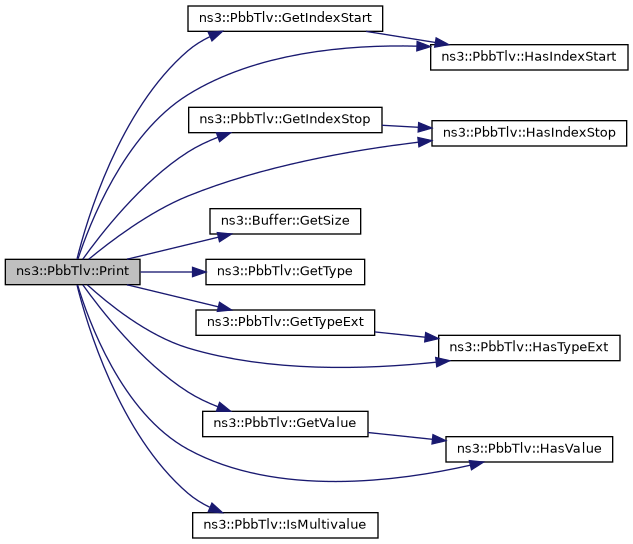 ns3::PbbTlv::GetIndexStart
ns3::PbbTlv::HasIndexStart
ns3::PbbTlv::GetIndexStop
ns3::PbbTlv::HasIndexStop
ns3::Buffer::GetSize
ns3::PbbTlv::Print
ns3::PbbTlv::GetType
ns3::PbbTlv::GetTypeExt
ns3::PbbTlv::HasTypeExt
ns3::PbbTlv::GetValue
ns3::PbbTlv::HasValue
ns3::PbbTlv::IsMultivalue